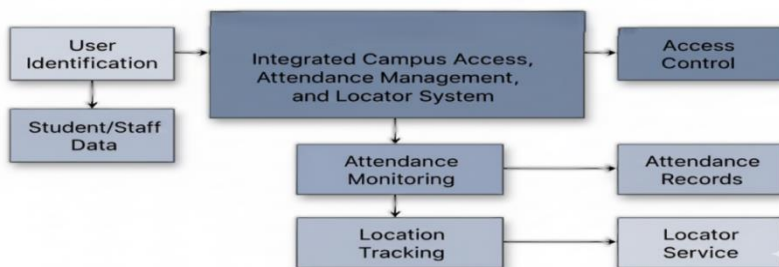 User
Identification
Integrated Campus Access,
Attendance Management,
and Locator System
Access
Control
Student/Staff
Data
Attendance
Monitoring
Attendance
Records
Location
Tracking
Locator
Service